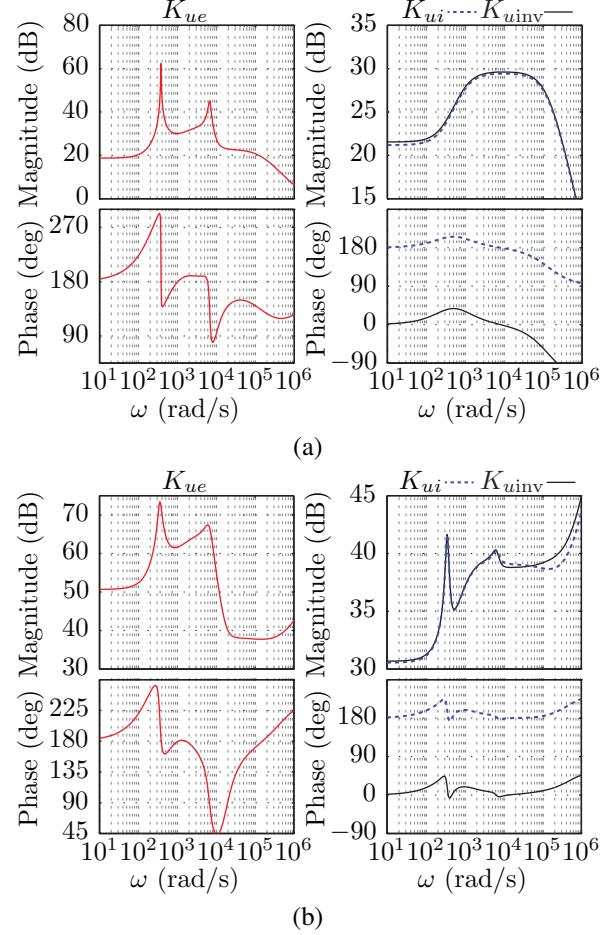 K_ue
K_ui K_uinv
Magnitude (dB)
80
60
40
20
0
Magnitude (dB)
35
30
25
20
15
Phase (deg)
270
180
90
Phase (deg)
180
90
0
−90
10^1 10^2 10^3 10^4 10^5 10^6
10^1 10^2 10^3 10^4 10^5 10^6
ω (rad/s)
ω (rad/s)
(a)
K_ue
K_ui K_uinv
Magnitude (dB)
70
60
50
40
30
Magnitude (dB)
45
40
35
30
Phase (deg)
225
180
135
90
45
Phase (deg)
180
90
0
−90
10^1 10^2 10^3 10^4 10^5 10^6
10^1 10^2 10^3 10^4 10^5 10^6
ω (rad/s)
ω (rad/s)
(b)